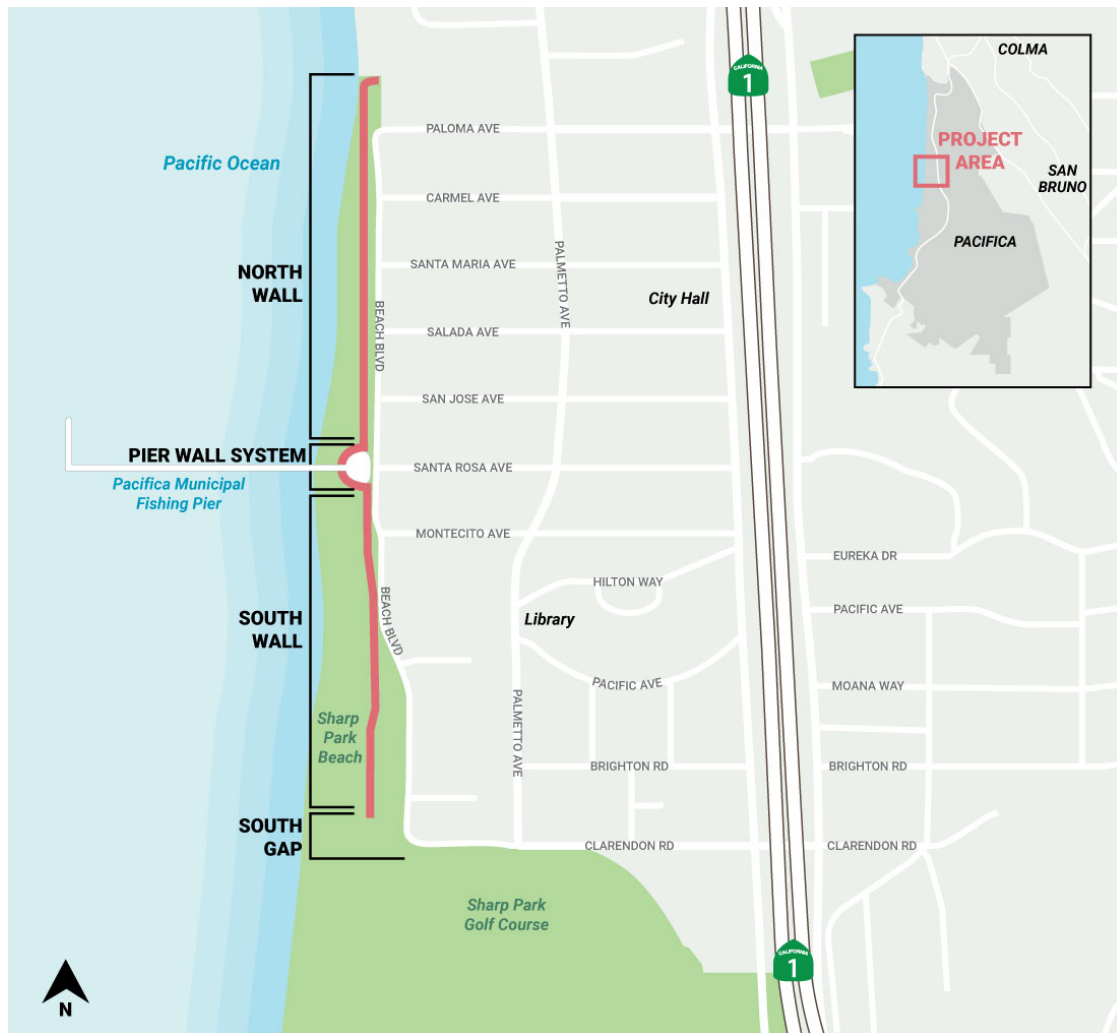 CALIFORNIA
1
COLMA
PROJECT
AREA
SAN
BRUNO
PACIFICA
PALOMA AVE
Pacific Ocean
CARMEL AVE
PALMETTO AVE
SANTA MARIA AVE
NORTH
WALL
City Hall
BEACH BLVD
SALADA AVE
SAN JOSE AVE
PIER WALL SYSTEM
SANTA ROSA AVE
Pacifica Municipal
Fishing Pier
MONTECITO AVE
EUREKA DR
HILTON WAY
PACIFIC AVE
SOUTH
WALL
BEACH BLVD
Library
PACIFIC AVE
MOANA WAY
PALMETTO AVE
Sharp
Park
Beach
BRIGHTON RD
BRIGHTON RD
SOUTH
GAP
CLARENDON RD
CLARENDON RD
Sharp Park
Golf Course
CALIFORNIA
1
N